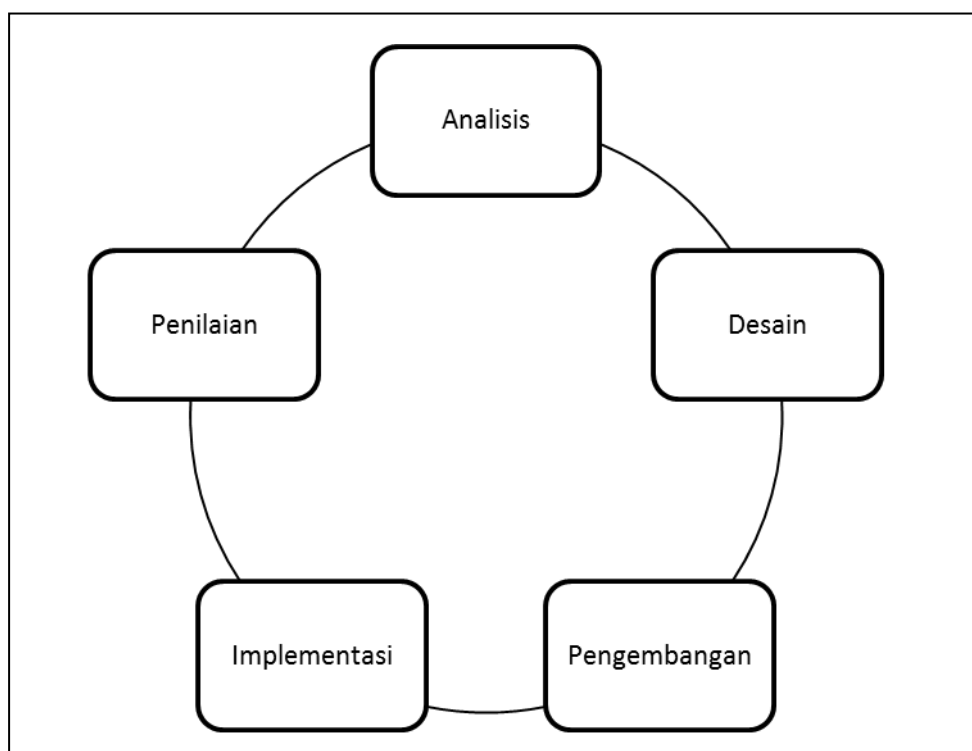 Analisis
Penilaian
Desain
Implementasi
Pengembangan